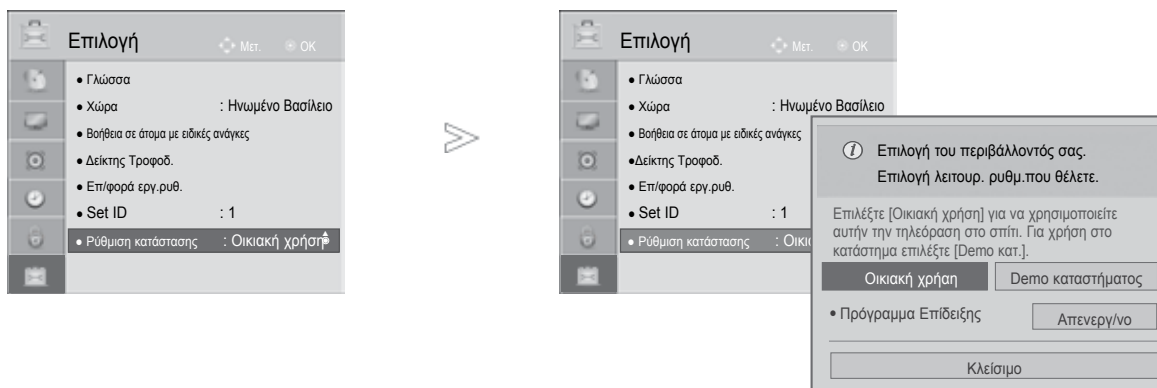 Επιλογή Μετ. OK
• Γλώσσα
• Χώρα : Ηνωμένο Βασίλειο
• Βοήθεια σε άτομα με ειδικές ανάγκες
• Δείκτης Τροφοδ.
• Επ/φορά εργ.ρυθ.
• Set ID : 1
• Ρύθμιση κατάστασης : Οικιακή χρήση
Επιλογή Μετ. OK
• Γλώσσα
• Χώρα : Ηνωμένο Βασίλειο
• Βοήθεια σε άτομα με ειδικές ανάγκες
•Δείκτης Τροφοδ.
• Επ/φορά εργ.ρυθ.
• Set ID : 1
• Ρύθμιση κατάστασης : Οικι
i Επιλογή του περιβάλλοντός σας.
Επιλογή λειτουρ. ρυθμ.που θέλετε.
Επιλέξτε [Οικιακή χρήση] για να χρησιμοποιείτε
αυτήν την τηλεόραση στο σπίτι. Για χρήση στο
κατάστημα επιλέξτε [Demo κατ.].
Οικιακή χρήαη Demo καταστήματος
• Πρόγραμμα Επίδειξης Απενεργ/νο
Κλείσιμο